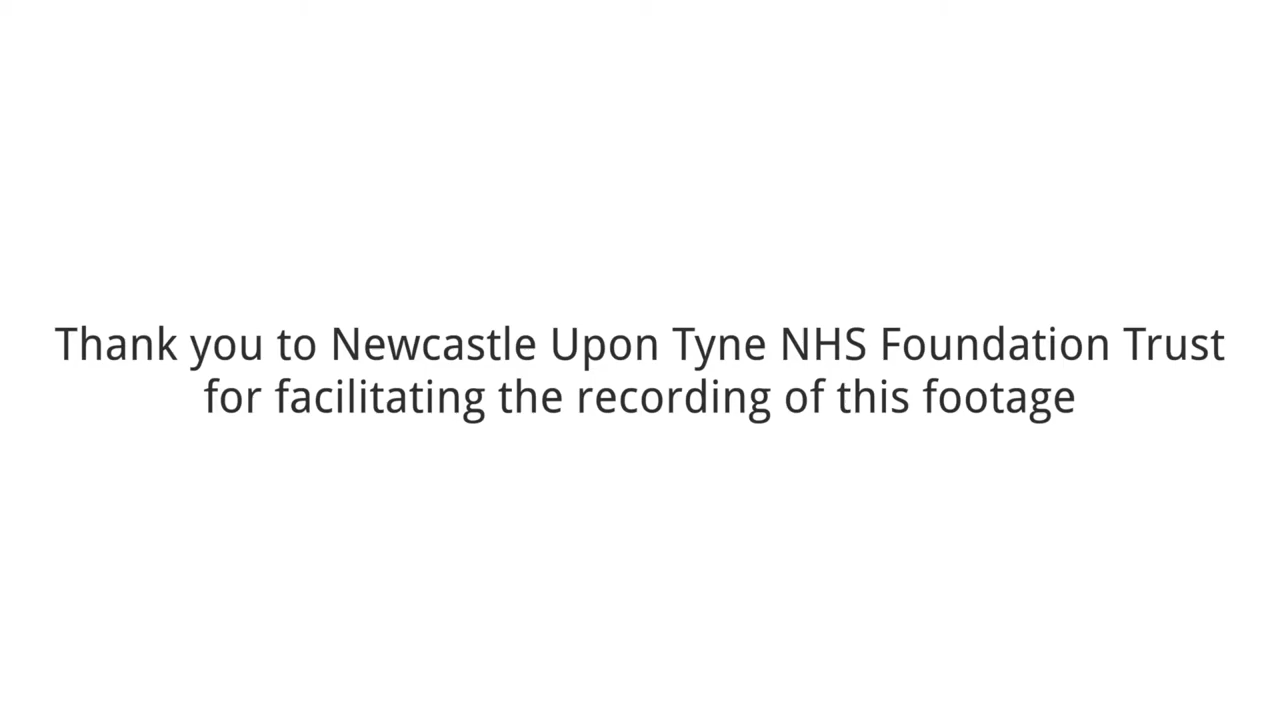 Thank you to Newcastle Upon Tyne NHS Foundation Trust
for facilitating the recording of this footage